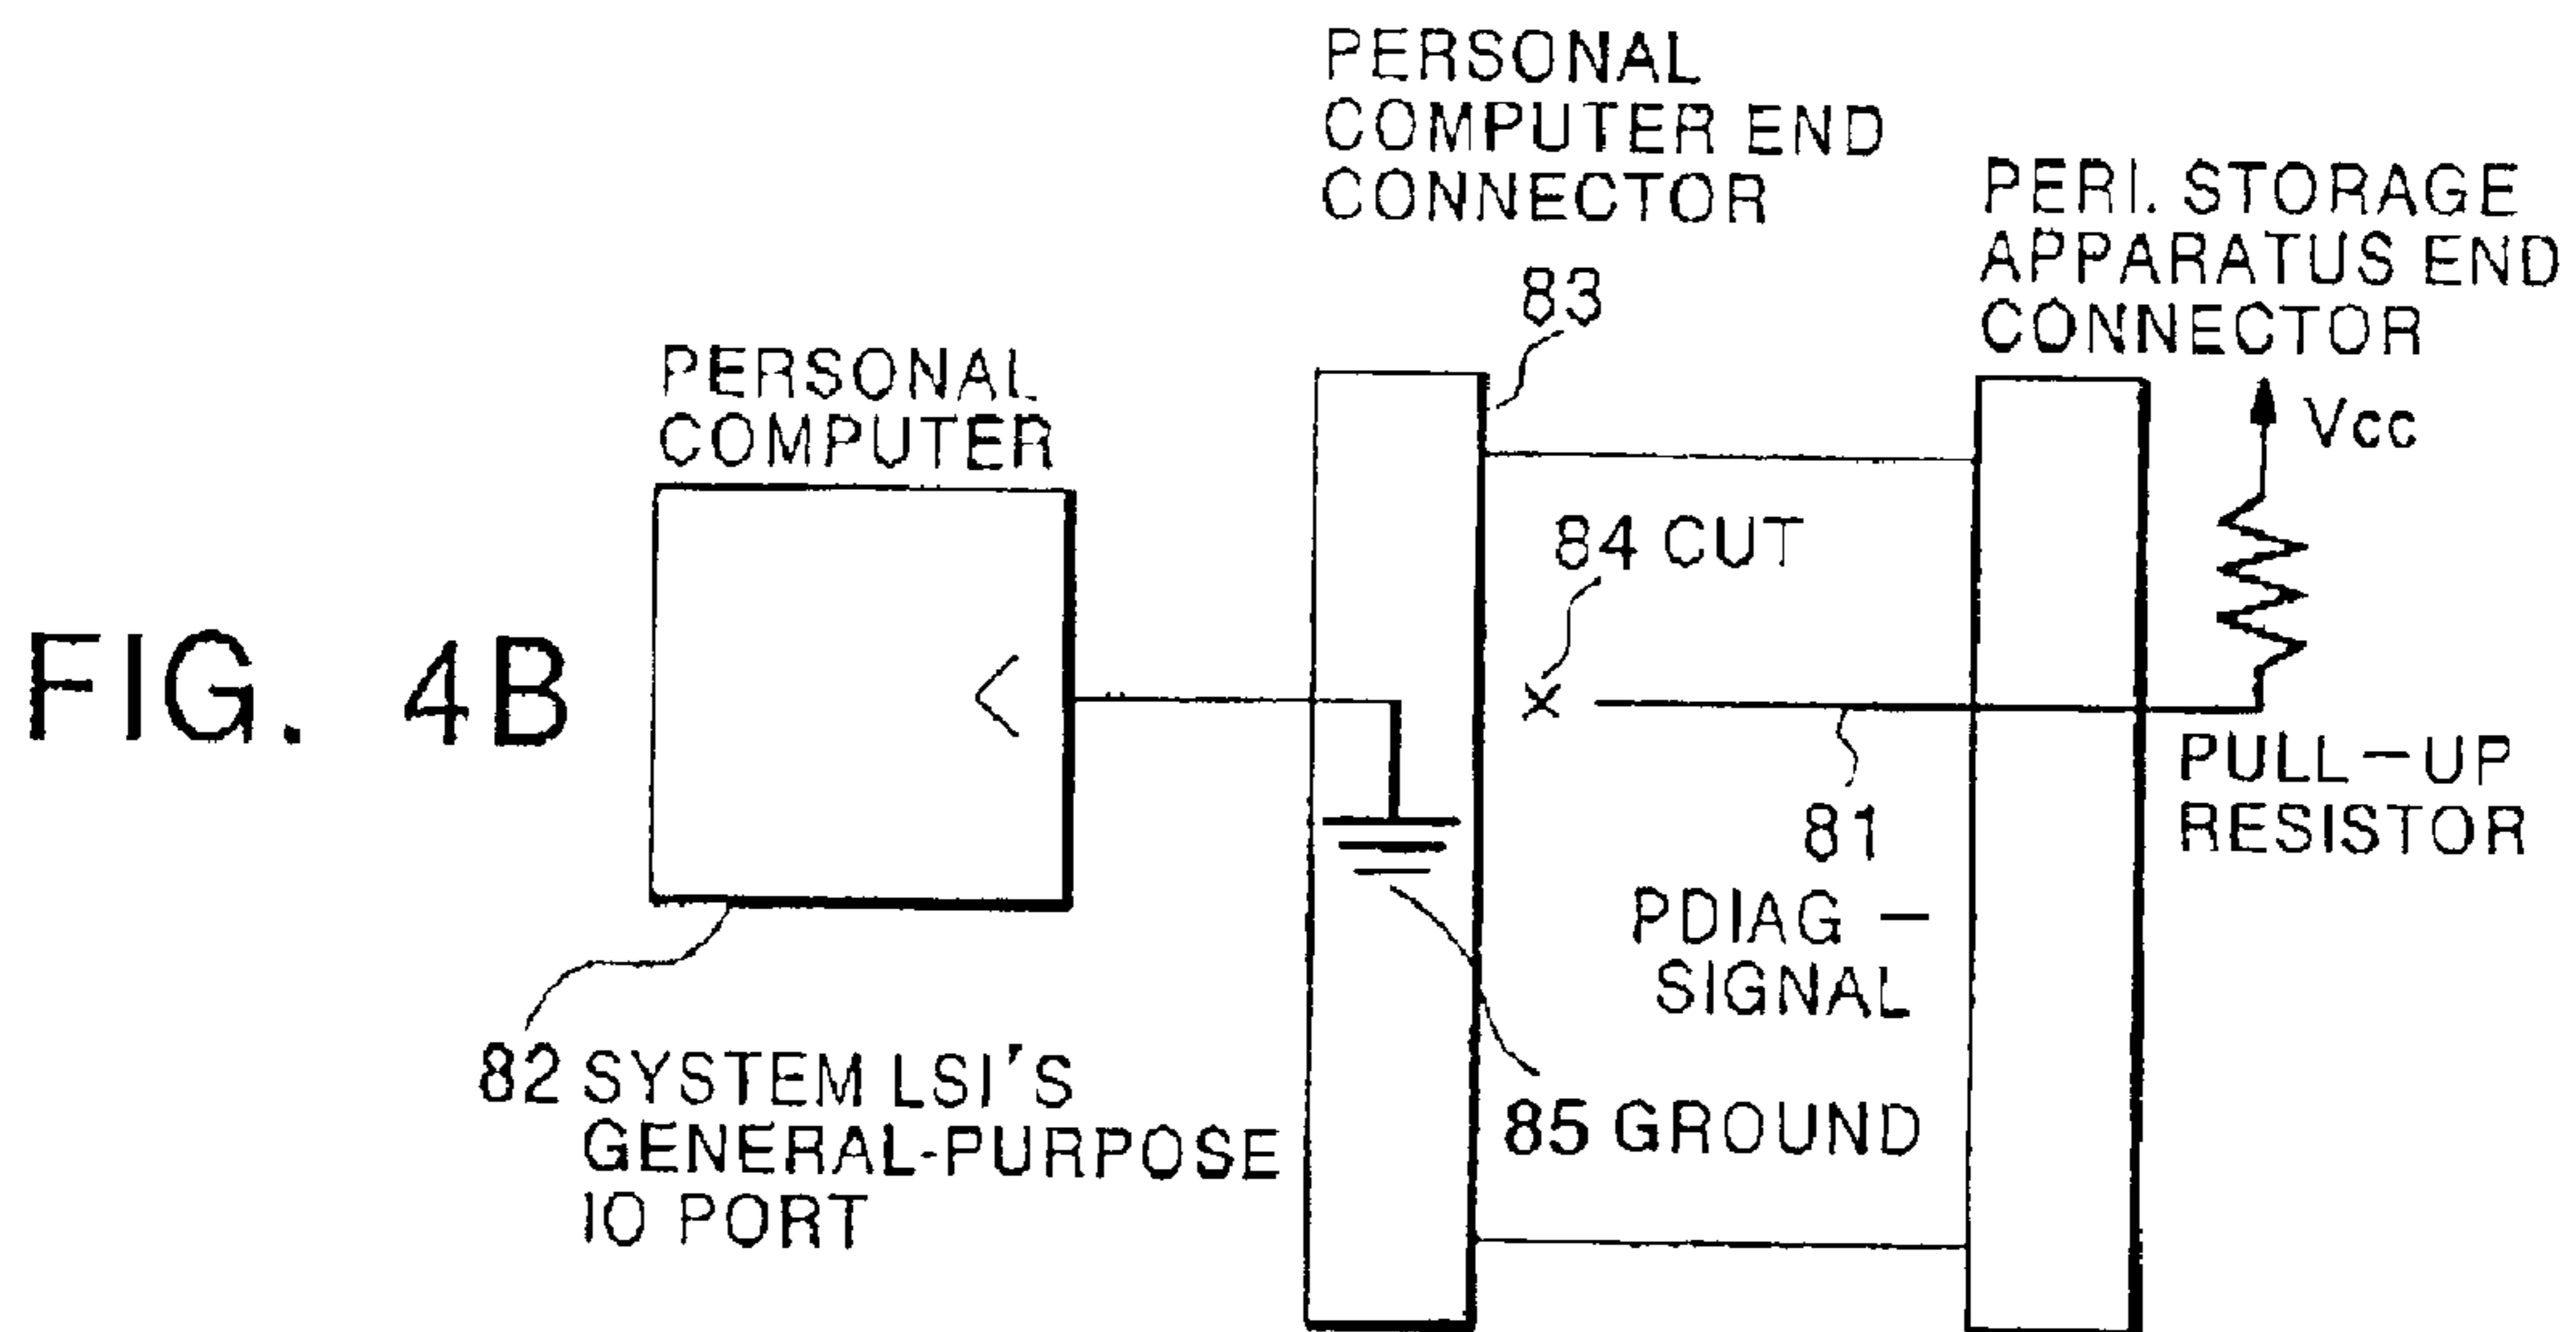 FIG. 4B
PERSONAL
COMPUTER
PERSONAL
COMPUTER END
CONNECTOR
83
PERI. STORAGE
APPARATUS END
CONNECTOR
Vcc
84 CUT
PULL-UP
RESISTOR
81
PDIAG -
SIGNAL
82 SYSTEM LSI'S
GENERAL-PURPOSE
IO PORT
85 GROUND